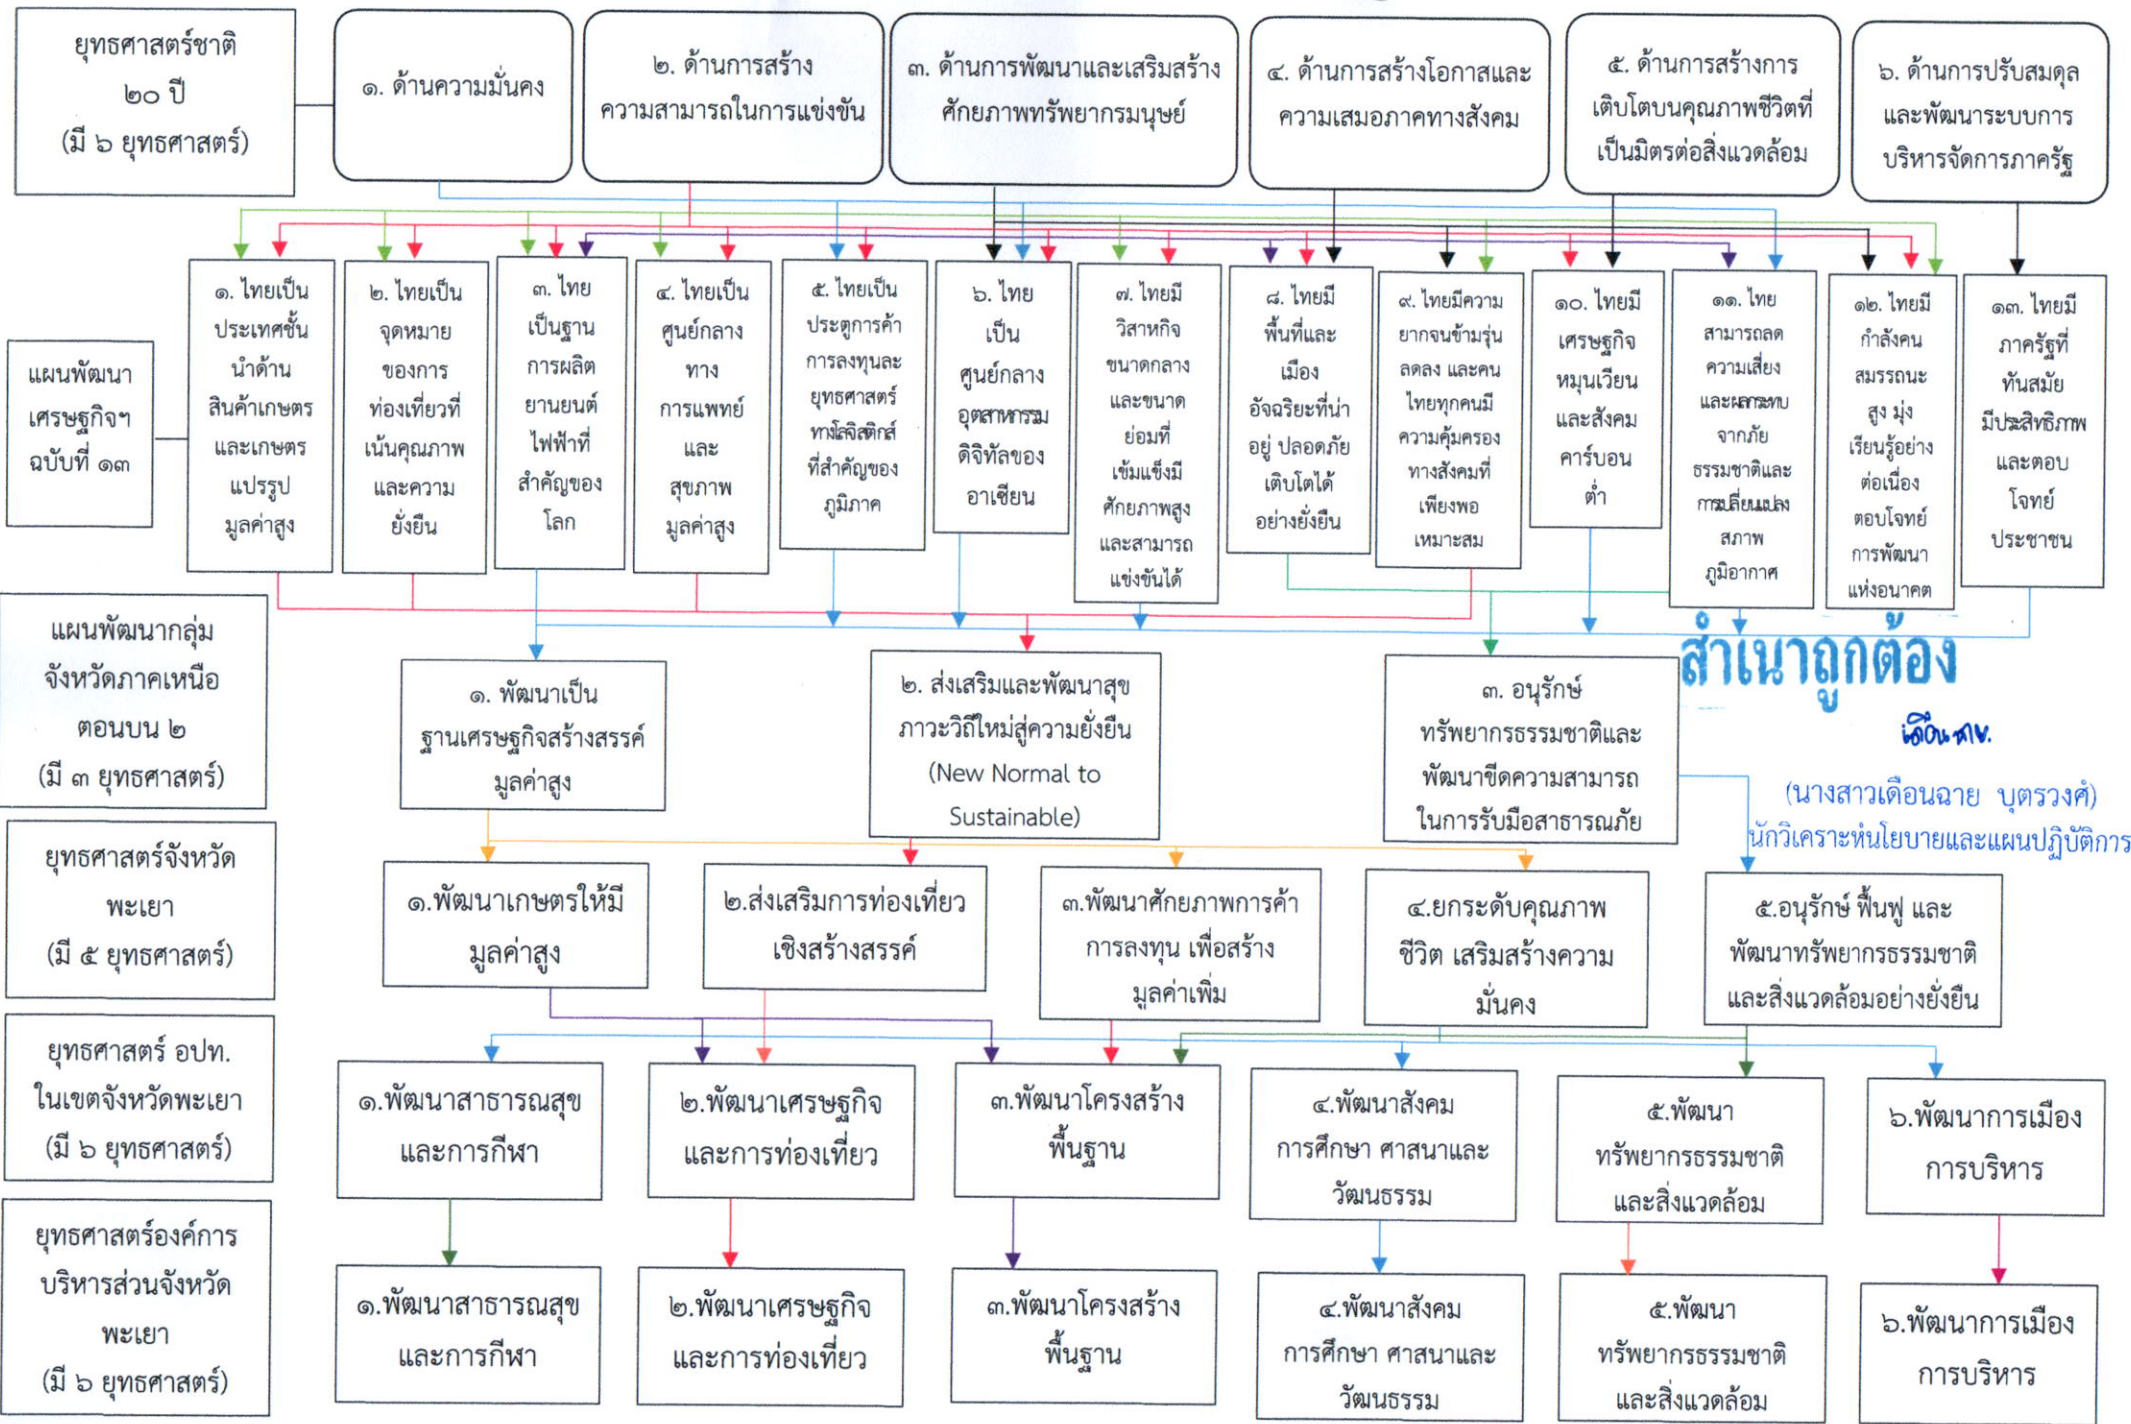 ยุทธศาสตร์ชาติ
๒๐ ปี
(มี ๖ ยุทธศาสตร์)
๑. ด้านความมั่นคง
๒. ด้านการสร้าง
ความสามารถในการแข่งขัน
๓. ด้านการพัฒนาและเสริมสร้าง
ศักยภาพทรัพยากรมนุษย์
๔. ด้านการสร้างโอกาสและ
ความเสมอภาคทางสังคม
๕. ด้านการสร้างการ
เติบโตบนคุณภาพชีวิตที่
เป็นมิตรต่อสิ่งแวดล้อม
๖. ด้านการปรับสมดุล
และพัฒนาระบบการ
บริหารจัดการภาครัฐ
แผนพัฒนา
เศรษฐกิจฯ
ฉบับที่ ๑๓
๑. ไทยเป็น
ประเทศชั้น
นำด้าน
สินค้าเกษตร
และเกษตร
แปรรูป
มูลค่าสูง
๒. ไทยเป็น
จุดหมาย
ของการ
ท่องเที่ยวที่
เน้นคุณภาพ
และความ
ยั่งยืน
๓. ไทย
เป็นฐาน
การผลิต
ยานยนต์
ไฟฟ้าที่
สำคัญของ
โลก
๔. ไทยเป็น
ศูนย์กลาง
ทาง
การแพทย์
และ
สุขภาพ
มูลค่าสูง
๕. ไทยเป็น
ประตูการค้า
การลงทุนละ
ยุทธศาสตร์
ทางโลจิสติกส์
ที่สำคัญของ
ภูมิภาค
๖. ไทย
เป็น
ศูนย์กลาง
อุตสาหกรรม
ดิจิทัลของ
อาเซียน
๗. ไทยมี
วิสาหกิจ
ขนาดกลาง
และขนาด
ย่อมที่
เข้มแข็งมี
ศักยภาพสูง
และสามารถ
แข่งขันได้
๘. ไทยมี
พื้นที่และ
เมือง
อัจฉริยะที่น่า
อยู่ ปลอดภัย
เติบโตได้
อย่างยั่งยืน
๙. ไทยมีความ
ยากจนข้ามรุ่น
ลดลง และคน
ไทยทุกคนมี
ความคุ้มครอง
ทางสังคมที่
เพียงพอ
เหมาะสม
๑๐. ไทยมี
เศรษฐกิจ
หมุนเวียน
และสังคม
คาร์บอน
ต่ำ
๑๑. ไทย
สามารถลด
ความเสี่ยง
และผลกระทบ
จากภัย
ธรรมชาติและ
การเปลี่ยนแปลง
สภาพ
ภูมิอากาศ
๑๒. ไทยมี
กำลังคน
สมรรถนะ
สูง มุ่ง
เรียนรู้อย่าง
ต่อเนื่อง
ตอบโจทย์
การพัฒนา
แห่งอนาคต
๑๓. ไทยมี
ภาครัฐที่
ทันสมัย
มีประสิทธิภาพ
และตอบ
โจทย์
ประชาชน
แผนพัฒนากลุ่ม
จังหวัดภาคเหนือ
ตอนบน ๒
(มี ๓ ยุทธศาสตร์)
๑. พัฒนาเป็น
ฐานเศรษฐกิจสร้างสรรค์
มูลค่าสูง
๒. ส่งเสริมและพัฒนาสุข
ภาวะวิถีใหม่สู่ความยั่งยืน
(New Normal to
Sustainable)
๓. อนุรักษ์
ทรัพยากรธรรมชาติและ
พัฒนาขีดความสามารถ
ในการรับมือสาธารณภัย
สำเนาถูกต้อง
(นางสาวเดือนฉาย บุตรวงค์)
นักวิเคราะห์นโยบายและแผนปฏิบัติการ
ยุทธศาสตร์จังหวัด
พะเยา
(มี ๕ ยุทธศาสตร์)
๑.พัฒนาเกษตรให้มี
มูลค่าสูง
๒.ส่งเสริมการท่องเที่ยว
เชิงสร้างสรรค์
๓.พัฒนาศักยภาพการค้า
การลงทุน เพื่อสร้าง
มูลค่าเพิ่ม
๔.ยกระดับคุณภาพ
ชีวิต เสริมสร้างความ
มั่นคง
๕.อนุรักษ์ ฟื้นฟู และ
พัฒนาทรัพยากรธรรมชาติ
และสิ่งแวดล้อมอย่างยั่งยืน
ยุทธศาสตร์ อปท.
ในเขตจังหวัดพะเยา
(มี ๖ ยุทธศาสตร์)
๑.พัฒนาสาธารณสุข
และการกีฬา
๒.พัฒนาเศรษฐกิจ
และการท่องเที่ยว
๓.พัฒนาโครงสร้าง
พื้นฐาน
๔.พัฒนาสังคม
การศึกษา ศาสนาและ
วัฒนธรรม
๕.พัฒนา
ทรัพยากรธรรมชาติ
และสิ่งแวดล้อม
๖.พัฒนาการเมือง
การบริหาร
ยุทธศาสตร์องค์การ
บริหารส่วนจังหวัด
พะเยา
(มี ๖ ยุทธศาสตร์)
๑.พัฒนาสาธารณสุข
และการกีฬา
๒.พัฒนาเศรษฐกิจ
และการท่องเที่ยว
๓.พัฒนาโครงสร้าง
พื้นฐาน
๔.พัฒนาสังคม
การศึกษา ศาสนาและ
วัฒนธรรม
๕.พัฒนา
ทรัพยากรธรรมชาติ
และสิ่งแวดล้อม
๖.พัฒนาการเมือง
การบริหาร